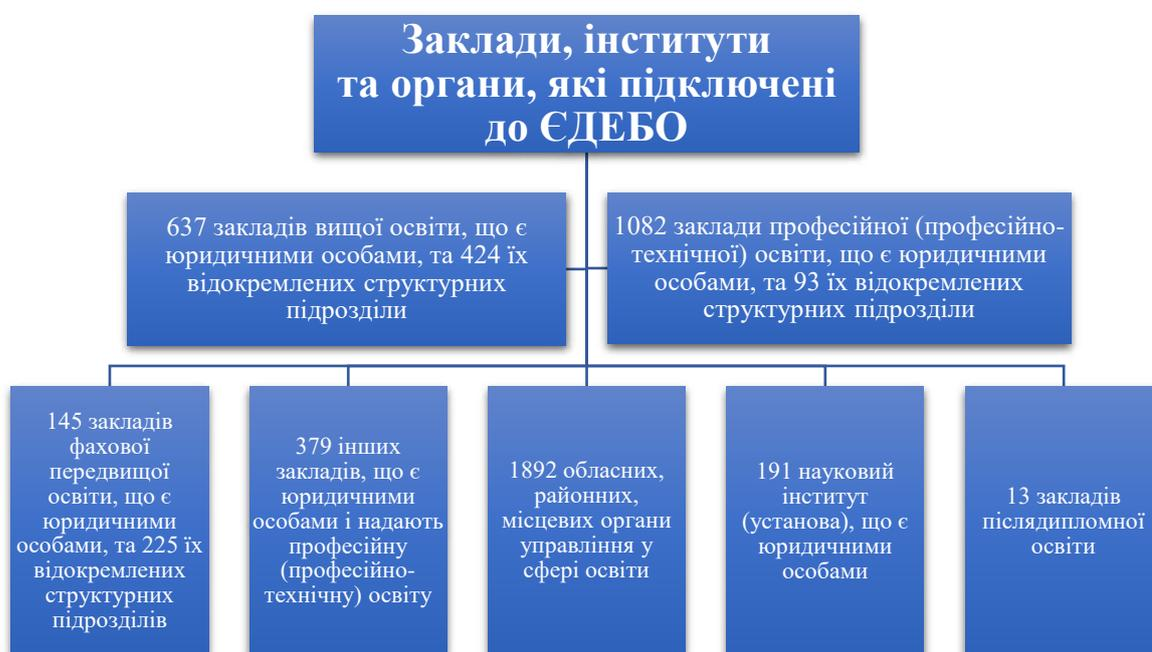 Заклади, інститути
та органи, які підключені
до ЄДЕБО
637 закладів вищої освіти, що є
юридичними особами, та 424 їх
відокремлених структурних
підрозділи
1082 заклади професійної (професійно-
технічної) освіти, що є юридичними
особами, та 93 їх відокремлених
структурних підрозділи
145 закладів
фахової
передвищої
освіти, що є
юридичними
особами, та 225 їх
відокремлених
структурних
підрозділів
379 інших
закладів, що є
юридичними
особами і надають
професійну
(професійно-
технічну) освіту
1892 обласних,
районних,
місцевих органи
управління у
сфері освіти
191 науковий
інститут
(установа), що є
юридичними
особами
13 закладів
післядипломної
освіти